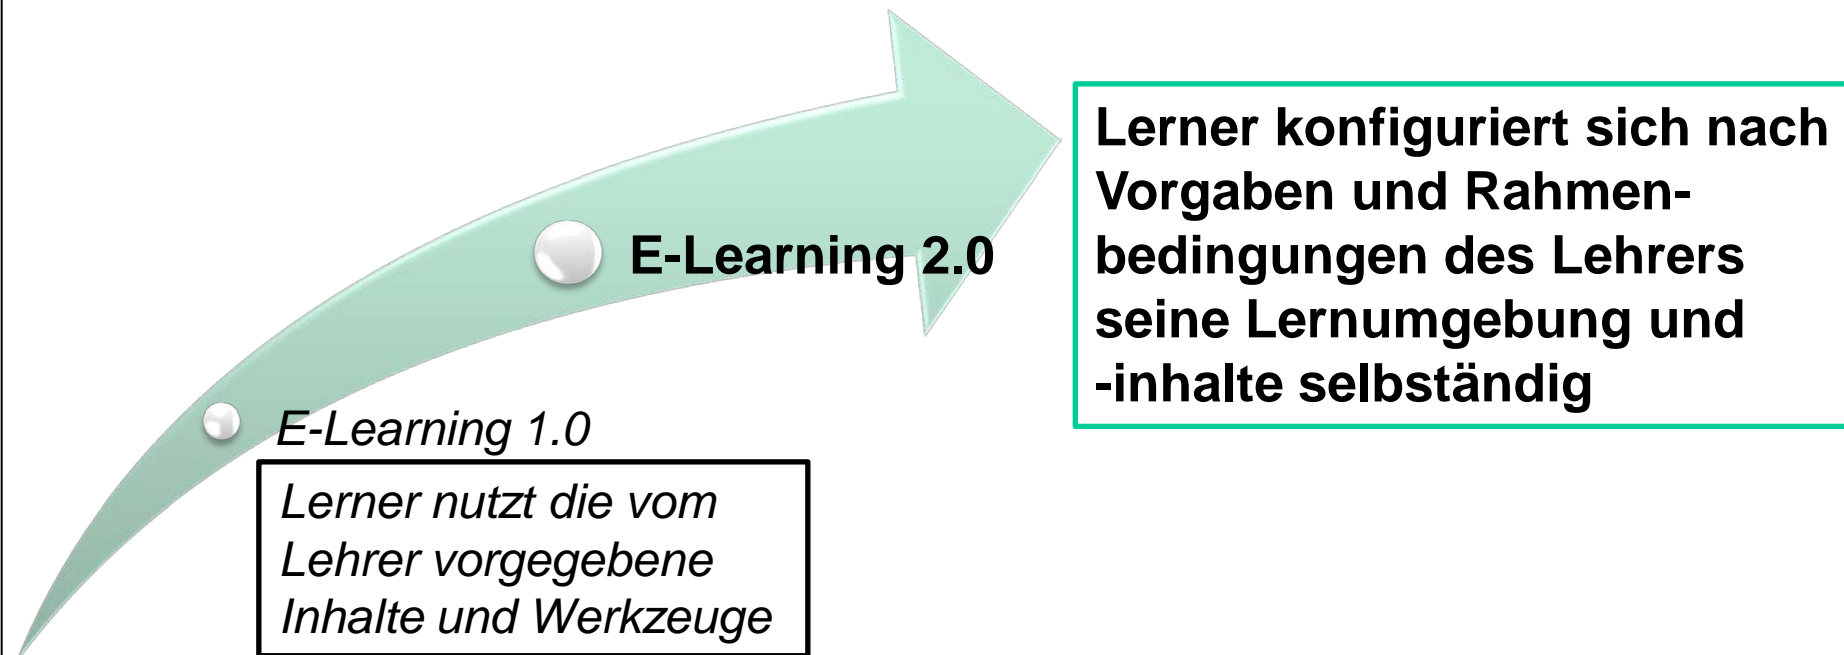 E-Learning 2.0
Lerner konfiguriert sich nach
Vorgaben und Rahmen-
bedingungen des Lehrers
seine Lernumgebung und
-inhalte selbständig
E-Learning 1.0
Lerner nutzt die vom
Lehrer vorgegebene
Inhalte und Werkzeuge